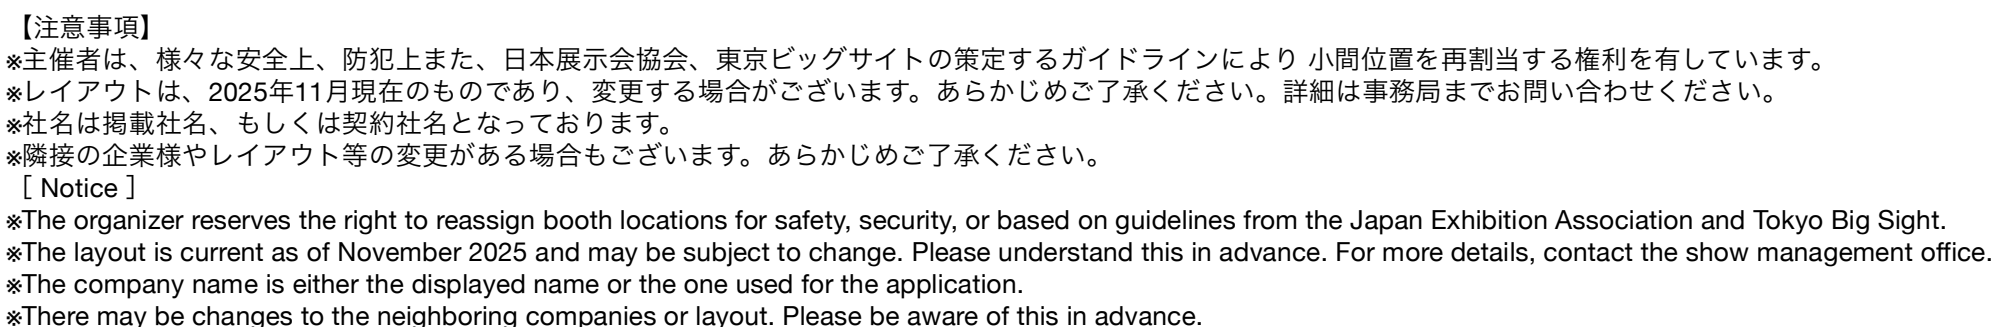 【注意事項】
※主催者は、様々な安全上、防犯上また、日本展示会協会、東京ビッグサイトの策定するガイドラインにより 小間位置を再割当する権利を有しています。
※レイアウトは、2025年11月現在のものであり、変更する場合がございます。あらかじめご了承ください。詳細は事務局までお問い合わせください。
※社名は掲載社名、もしくは契約社名となっております。
※隣接の企業様やレイアウト等の変更がある場合もございます。あらかじめご了承ください。
［ Notice ］
※The organizer reserves the right to reassign booth locations for safety, security, or based on guidelines from the Japan Exhibition Association and Tokyo Big Sight.
※The layout is current as of November 2025 and may be subject to change. Please understand this in advance. For more details, contact the show management office.
※The company name is either the displayed name or the one used for the application.
※There may be changes to the neighboring companies or layout. Please be aware of this in advance.